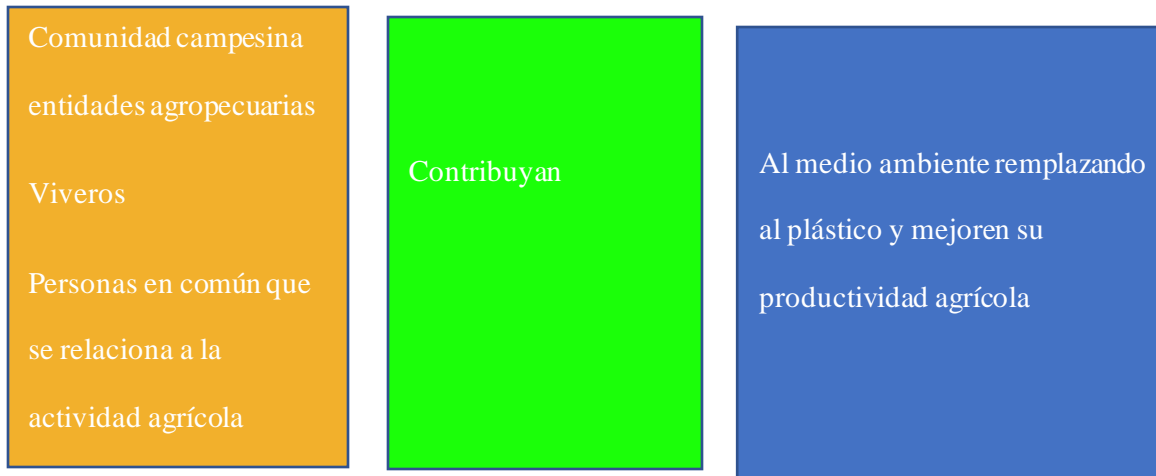 Comunidad campesina
entidades agropecuarias
Viveros
Personas en común que
se relaciona a la
actividad agrícola
Contribuyan
Al medio ambiente remplazando
al plástico y mejoren su
productividad agrícola